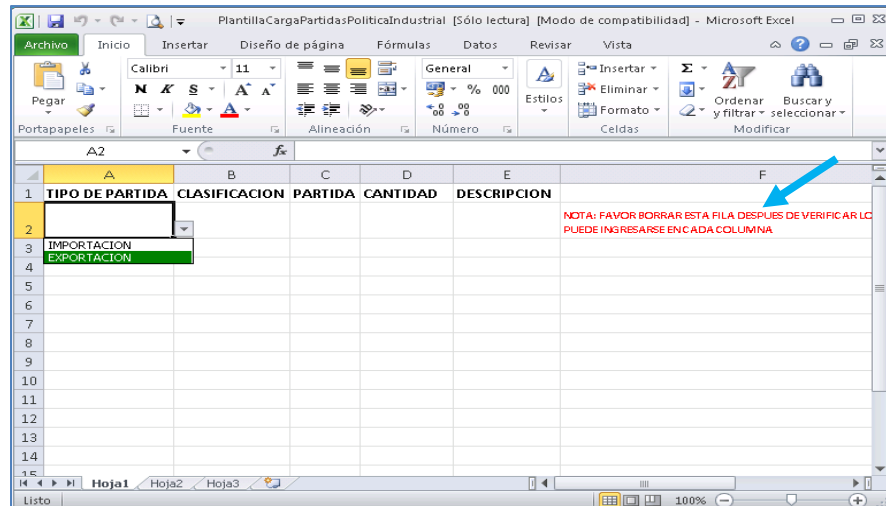 PlantillaCargaPartidasPoliticaIndustrial [Sólo lectura] [Modo de compatibilidad] - Microsoft Excel
Archivo Inicio Insertar Diseño de página Fórmulas Datos Revisar Vista
Calibri 11 General Insertar Σ
Pegar N K S A A % 000 Estilos Eliminar Ordenar y filtrar Buscar y seleccionar
A Formato
Portapapeles Fuente Alineación Número Celdas Modificar
A2 fx
A B C D E F
1 TIPO DE PARTIDA CLASIFICACION PARTIDA CANTIDAD DESCRIPCION
NOTA: FAVOR BORRAR ESTA FILA DESPUES DE VERIFICAR LO
2 PUEDE INGRESARSE EN CADA COLUMNA
3 IMPORTACION
EXPORTACION
4
5
6
7
8
9
10
11
12
13
14
15
Hoja1 Hoja2 Hoja3
Listo 100%